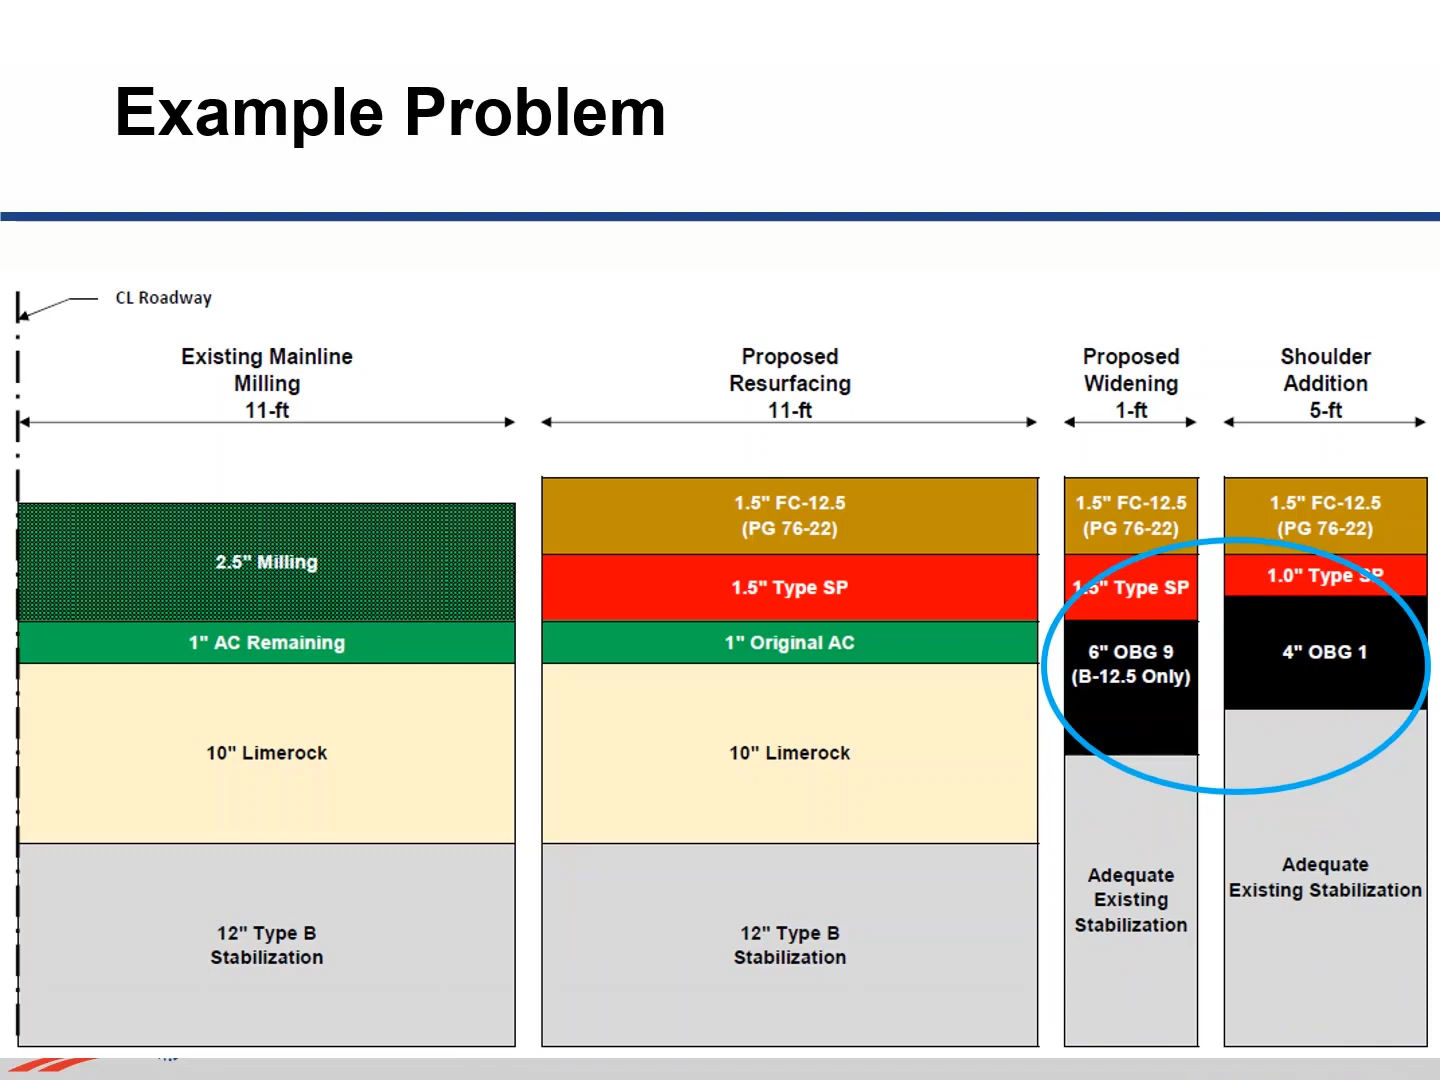 Example Problem
CL Roadway
Existing Mainline
Milling
11-ft
Proposed
Resurfacing
11-ft
Proposed
Widening
1-ft
Shoulder
Addition
5-ft
2.5" Milling
1" AC Remaining
10" Limerock
12" Type B
Stabilization
1.5" FC-12.5
(PG 76-22)
1.5" Type SP
1" Original AC
10" Limerock
12" Type B
Stabilization
1.5" FC-12.5
(PG 76-22)
1.5" Type SP
6" OBG 9
(B-12.5 Only)
Adequate
Existing
Stabilization
1.5" FC-12.5
(PG 76-22)
1.0" Type SP
4" OBG 1
Adequate
Existing Stabilization